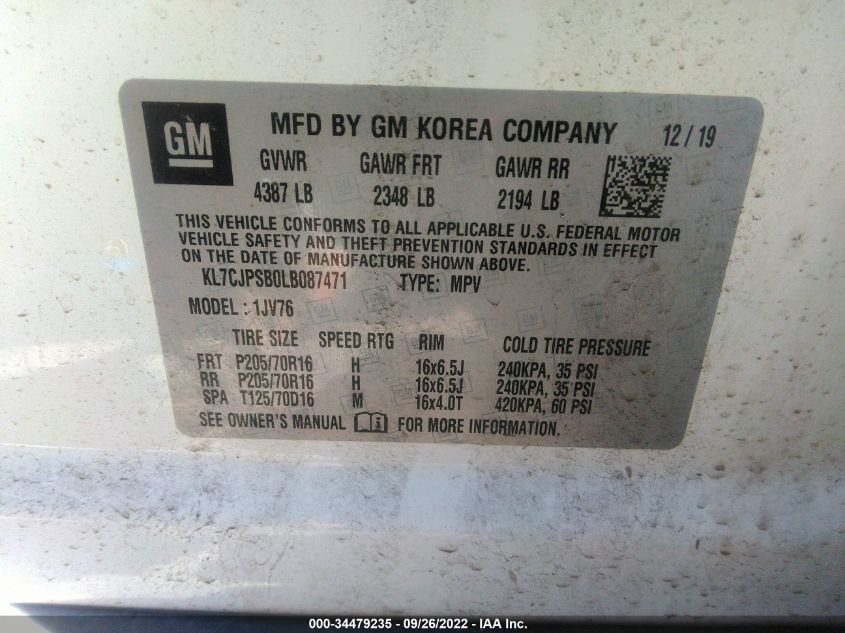 GM MFD BY GM KOREA COMPANY 12/19
GVWR GAWR FRT GAWR RR
4387 LB 2348 LB 2194 LB
THIS VEHICLE CONFORMS TO ALL APPLICABLE U.S. FEDERAL MOTOR
VEHICLE SAFETY AND THEFT PREVENTION STANDARDS IN EFFECT
ON THE DATE OF MANUFACTURE SHOWN ABOVE.
KL7CJPSB0LB087471 TYPE: MPV
MODEL: 1JV76
TIRE SIZE SPEED RTG RIM COLD TIRE PRESSURE
FRT P205/70R16 H 16x6.5J 240KPA, 35 PSI
RR P205/70R16 H 16x6.5J 240KPA, 35 PSI
SPA T125/70D16 M 16x4.0T 420KPA, 60 PSI
SEE OWNER'S MANUAL FOR MORE INFORMATION.
000-34479235 - 09/26/2022 - IAA Inc.